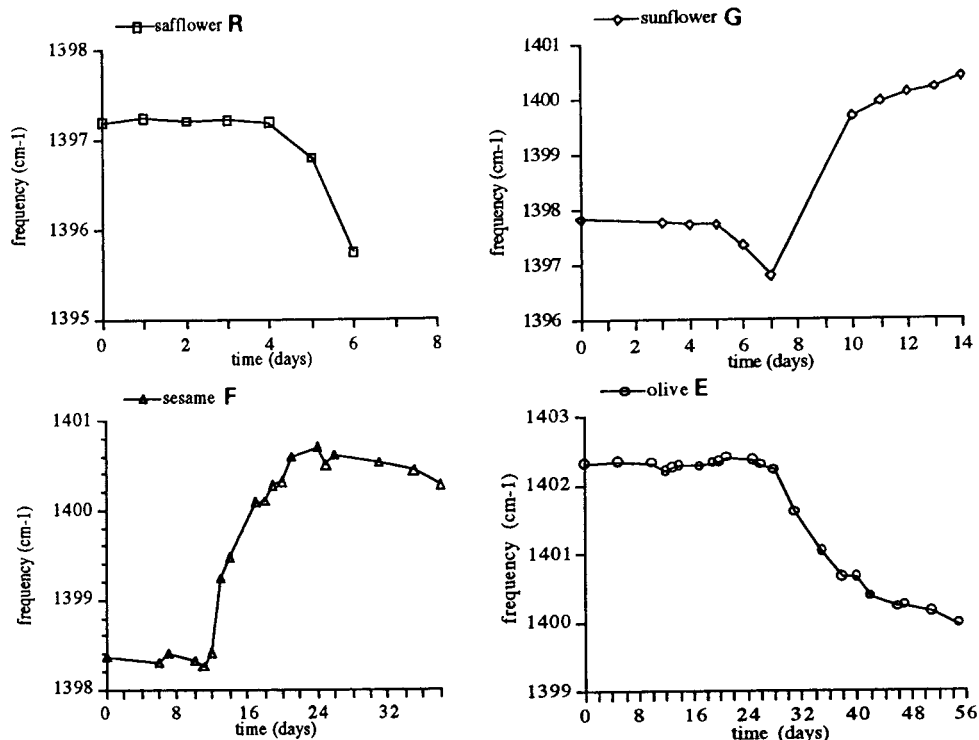 safflower R
1398
1397
1396
1395
frequency (cm-1)
0 2 4 6 8
time (days)
sunflower G
1401
1400
1399
1398
1397
1396
frequency (cm-1)
0 2 4 6 8 10 12 14
time (days)
sesame F
1401
1400
1399
1398
frequency (cm-1)
0 8 16 24 32
time (days)
olive E
1403
1402
1401
1400
1399
frequency (cm-1)
0 8 16 24 32 40 48 56
time (days)